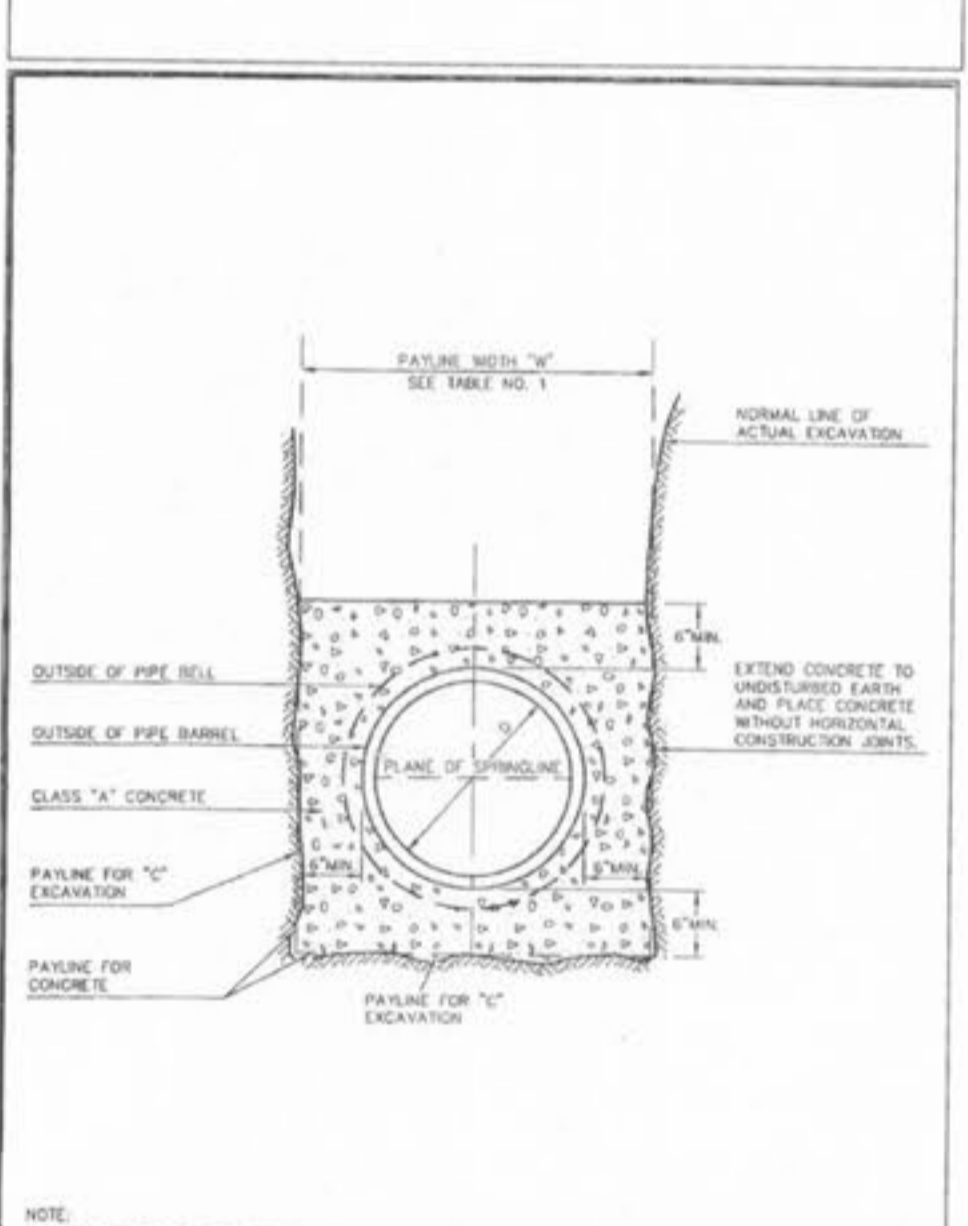 PAYLINE WIDTH "W"
SEE TABLE NO. 1
NORMAL LINE OF
ACTUAL EXCAVATION
6"MIN.
OUTSIDE OF PIPE BELL
EXTEND CONCRETE TO
UNDISTURBED EARTH
AND PLACE CONCRETE
WITHOUT HORIZONTAL
CONSTRUCTION JOINTS.
OUTSIDE OF PIPE BARREL
D
PLANE OF SPRINGLINE
CLASS "A" CONCRETE
PAYLINE FOR "C"
EXCAVATION
6"MIN.
6"MIN.
6"MIN.
PAYLINE FOR
CONCRETE
PAYLINE FOR "C"
EXCAVATION
NOTE: